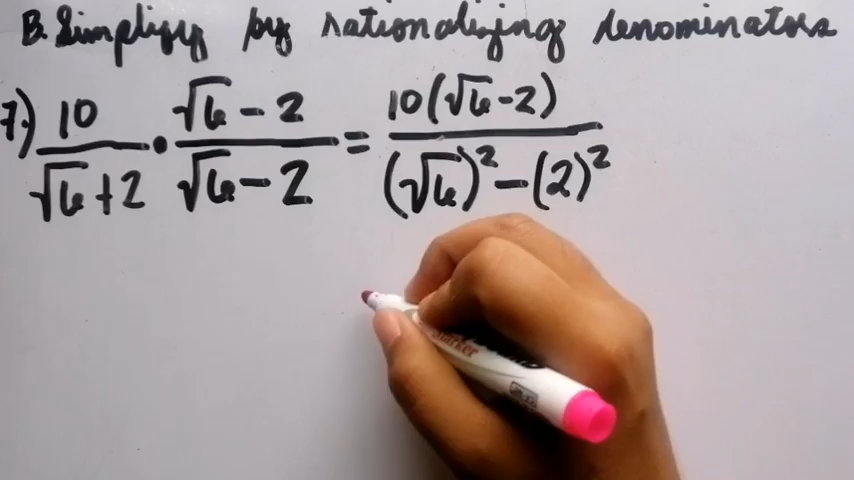 B. Simplify by rationalizing denominators
7.) 10/(√6+2) • (√6-2)/(√6-2) = 10(√6-2)/((√6)²-(2)²)
marker